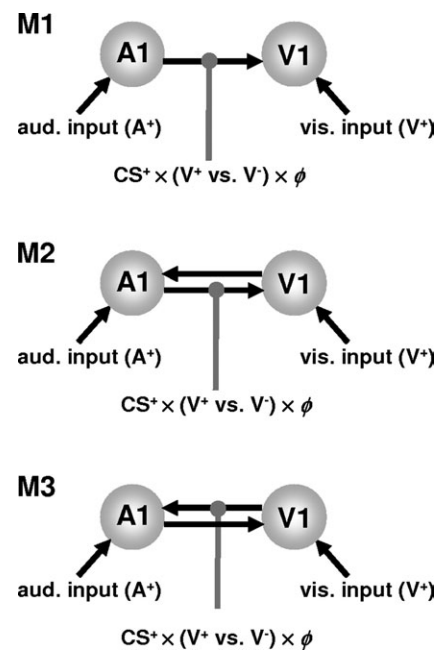 M1
A1 V1
aud. input (A⁺) vis. input (V⁺)
CS⁺ × (V⁺ vs. V⁻) × ϕ
M2
A1 V1
aud. input (A⁺) vis. input (V⁺)
CS⁺ × (V⁺ vs. V⁻) × ϕ
M3
A1 V1
aud. input (A⁺) vis. input (V⁺)
CS⁺ × (V⁺ vs. V⁻) × ϕ